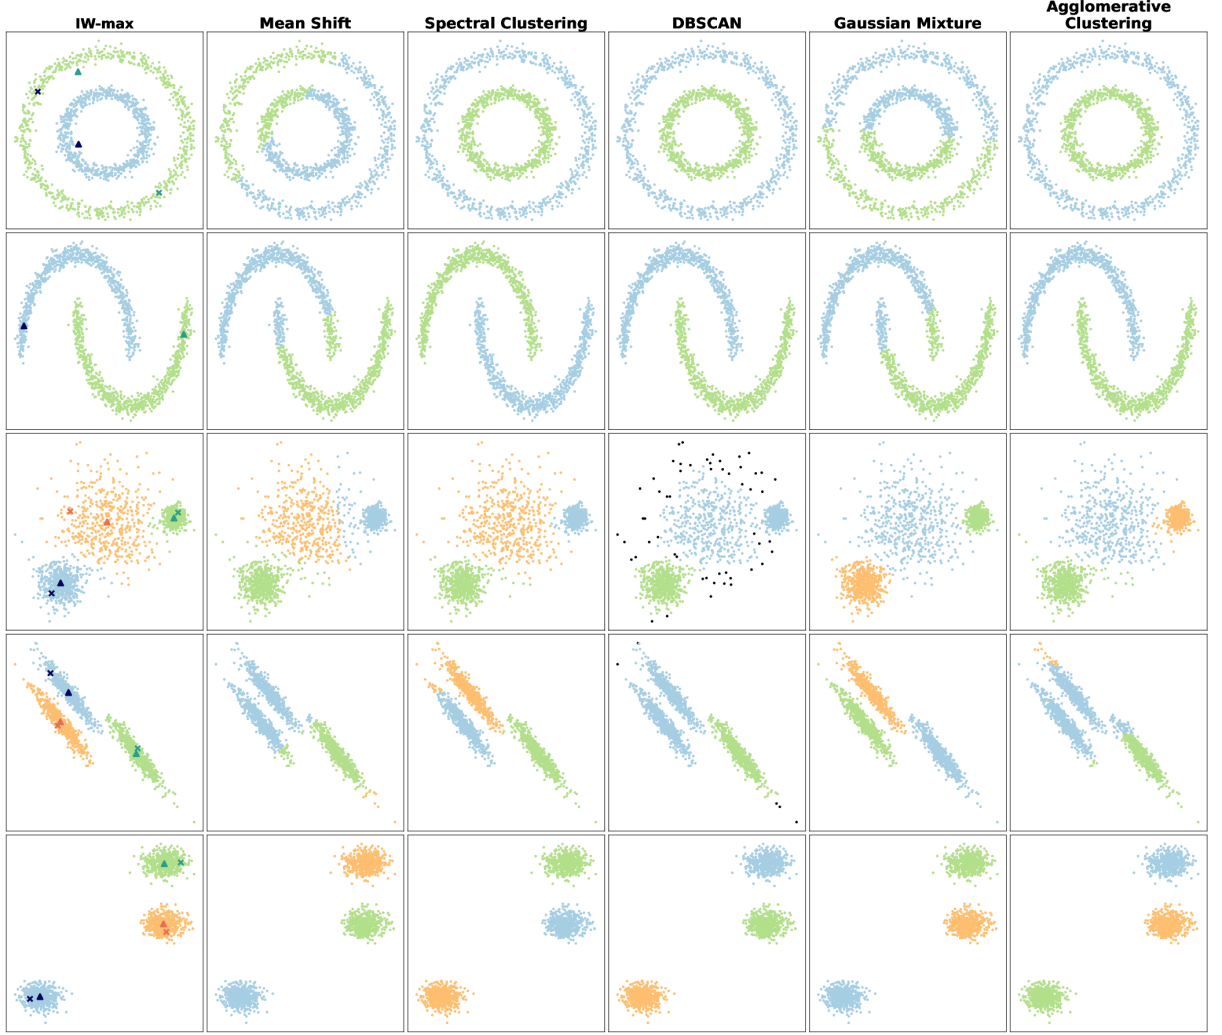 IW-max
Mean Shift
Spectral Clustering
DBSCAN
Gaussian Mixture
Agglomerative
Clustering